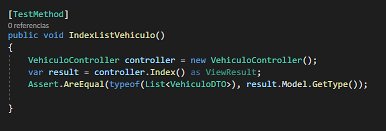 [TestMethod]
0 referencias
public void IndexListVehiculo()
{
VehiculoController controller = new VehiculoController();
var result = controller.Index() as ViewResult;
Assert.AreEqual(typeof(List<VehiculoDTO>), result.Model.GetType());
}